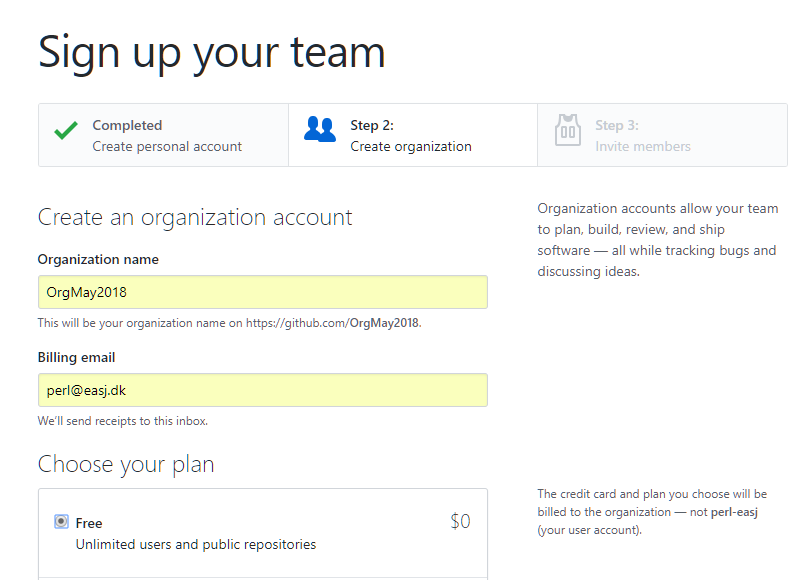 Sign up your team
Completed
Create personal account
Step 2:
Create organization
Step 3:
Invite members
Create an organization account
Organization name
OrgMay2018
This will be your organization name on https://github.com/OrgMay2018.
Billing email
perl@easj.dk
We'll send receipts to this inbox.
Organization accounts allow your team
to plan, build, review, and ship
software — all while tracking bugs and
discussing ideas.
Choose your plan
Free
$0
Unlimited users and public repositories
The credit card and plan you choose will be
billed to the organization — not perl-easj
(your user account).